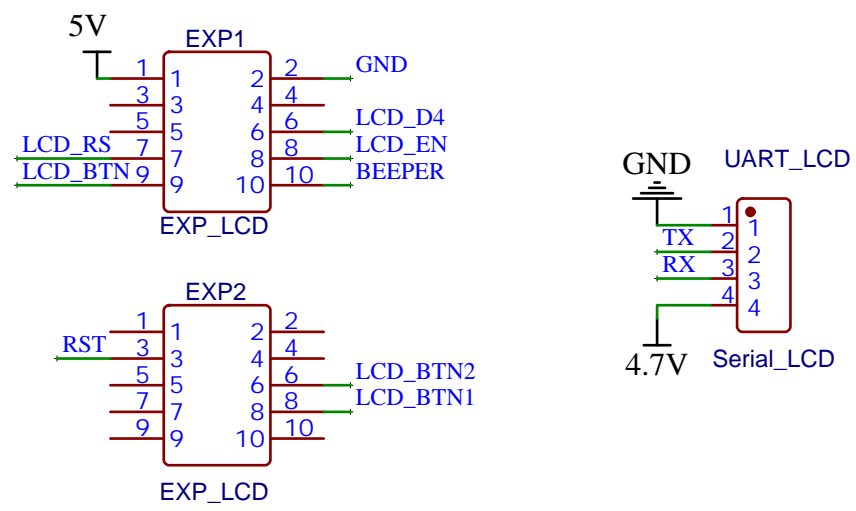 5V
EXP1
1 1 2 2 GND
3 3 4 4
5 5 6 6 LCD_D4
LCD_RS 7 7 8 8 LCD_EN
LCD_BTN 9 9 10 10 BEEPER
EXP_LCD
EXP2
1 1 2 2
RST 3 3 4 4
5 5 6 6 LCD_BTN2
7 7 8 8 LCD_BTN1
9 9 10 10
EXP_LCD
GND UART_LCD
1 1
TX 2 2
RX 3 3
4 4
4.7V Serial_LCD